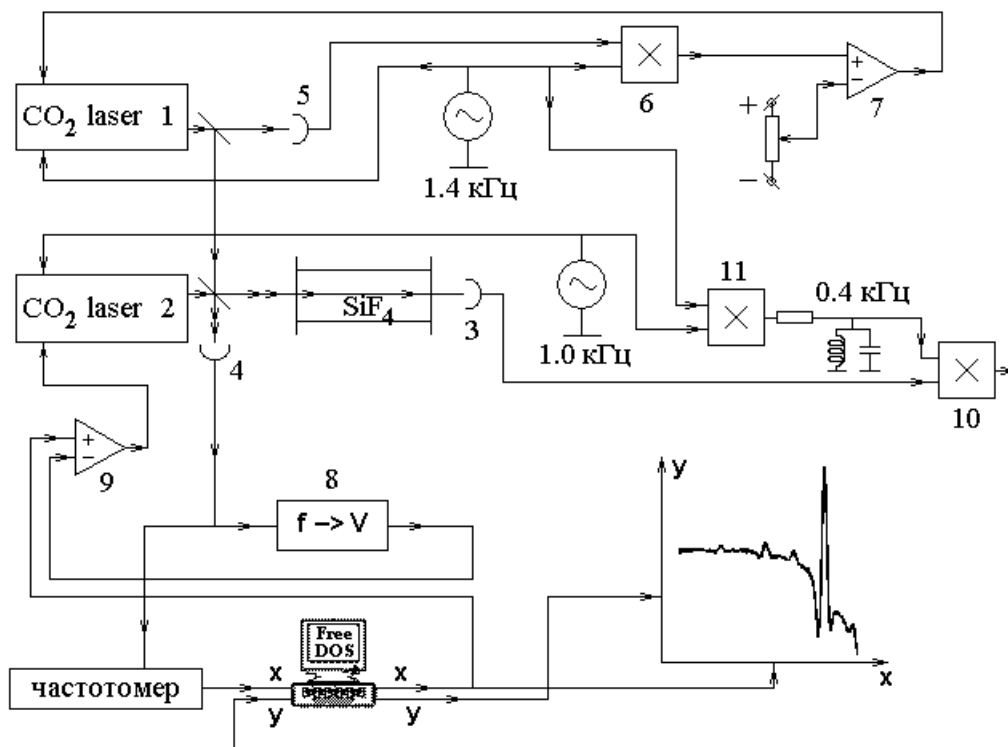 CO2 laser 1
5
×
6
+
−
7
+
−
1.4 кГц
CO2 laser 2
SiF4
3
4
1.0 кГц
11
×
0.4 кГц
×
10
+
−
9
8
f –> V
y
x
частотомер
Free
DOS
x
y
x
y